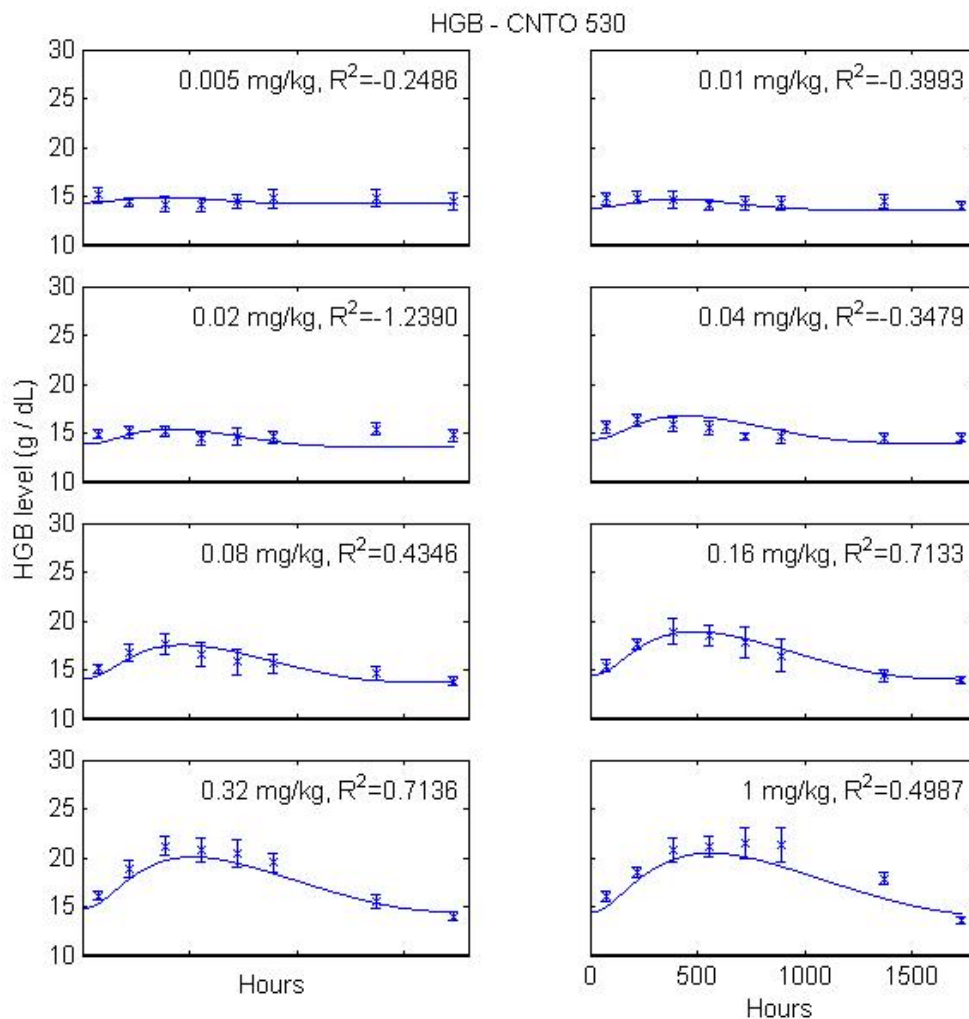 HGB - CNTO 530
HGB level (g / dL)
30
25
20
15
10
0.005 mg/kg, R²=-0.2486
0.01 mg/kg, R²=-0.3993
30
25
20
15
10
0.02 mg/kg, R²=-1.2390
0.04 mg/kg, R²=-0.3479
30
25
20
15
10
0.08 mg/kg, R²=0.4346
0.16 mg/kg, R²=0.7133
30
25
20
15
10
0.32 mg/kg, R²=0.7136
1 mg/kg, R²=0.4987
Hours
0 500 1000 1500
Hours